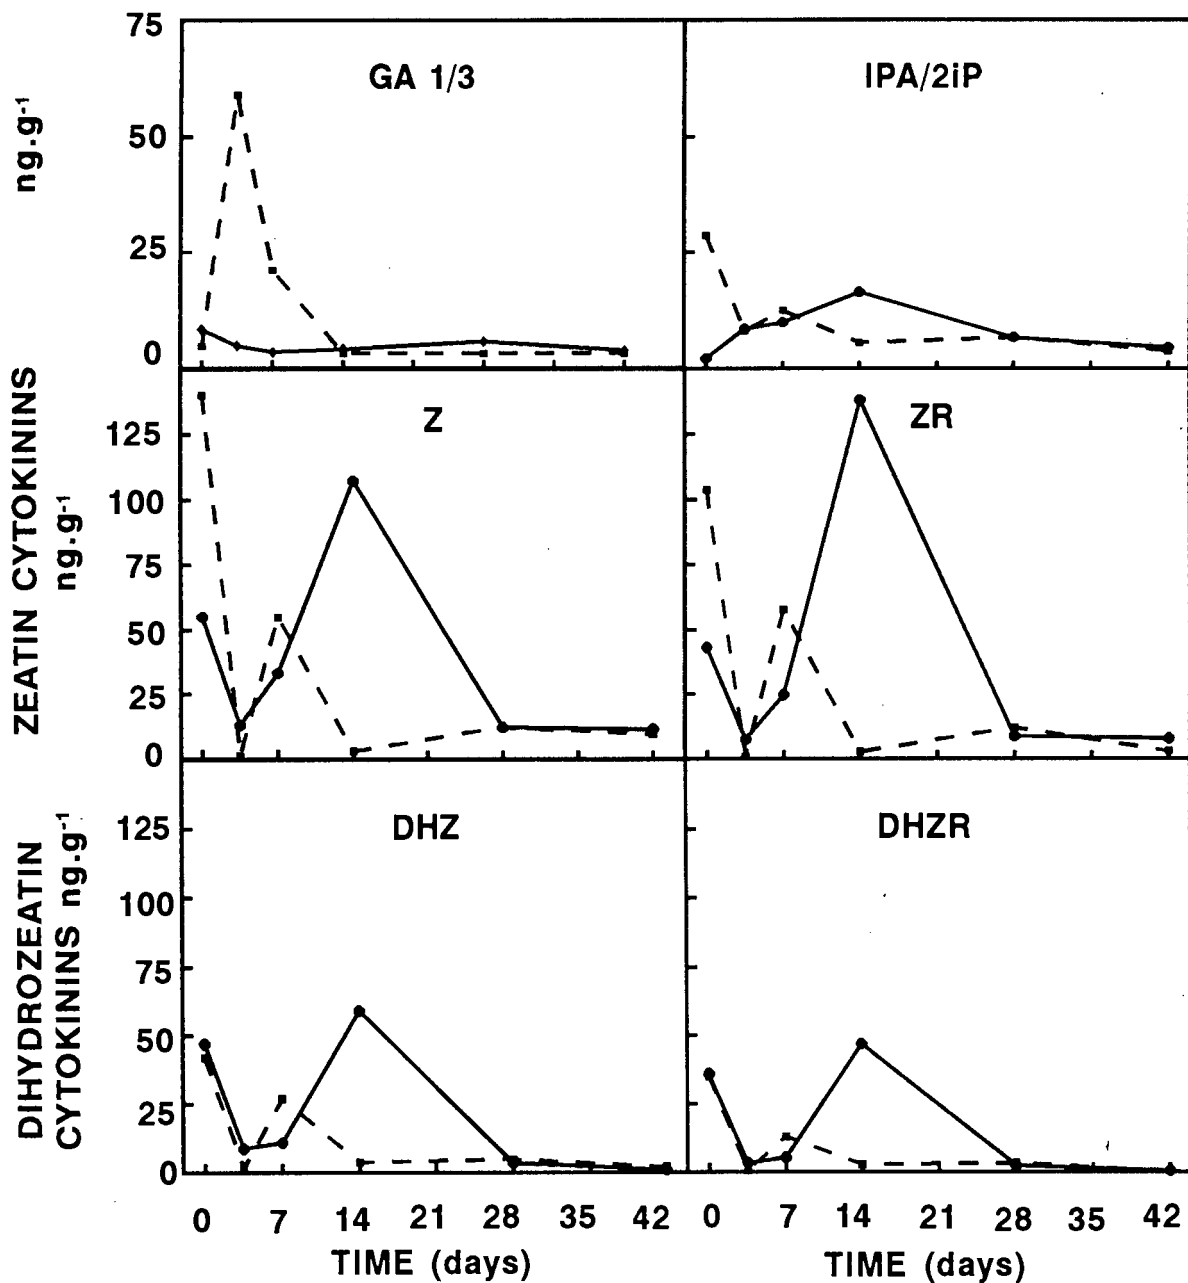 75
50
25
0
ng.g-1
GA 1/3
IPA/2iP
125
100
75
50
25
0
ZEATIN CYTOKININS
ng.g-1
Z
ZR
125
100
75
50
25
0
DIHYDROZEATIN
CYTOKININS ng.g-1
DHZ
DHZR
0 7 14 21 28 35 42
0 7 14 21 28 35 42
TIME (days)
TIME (days)